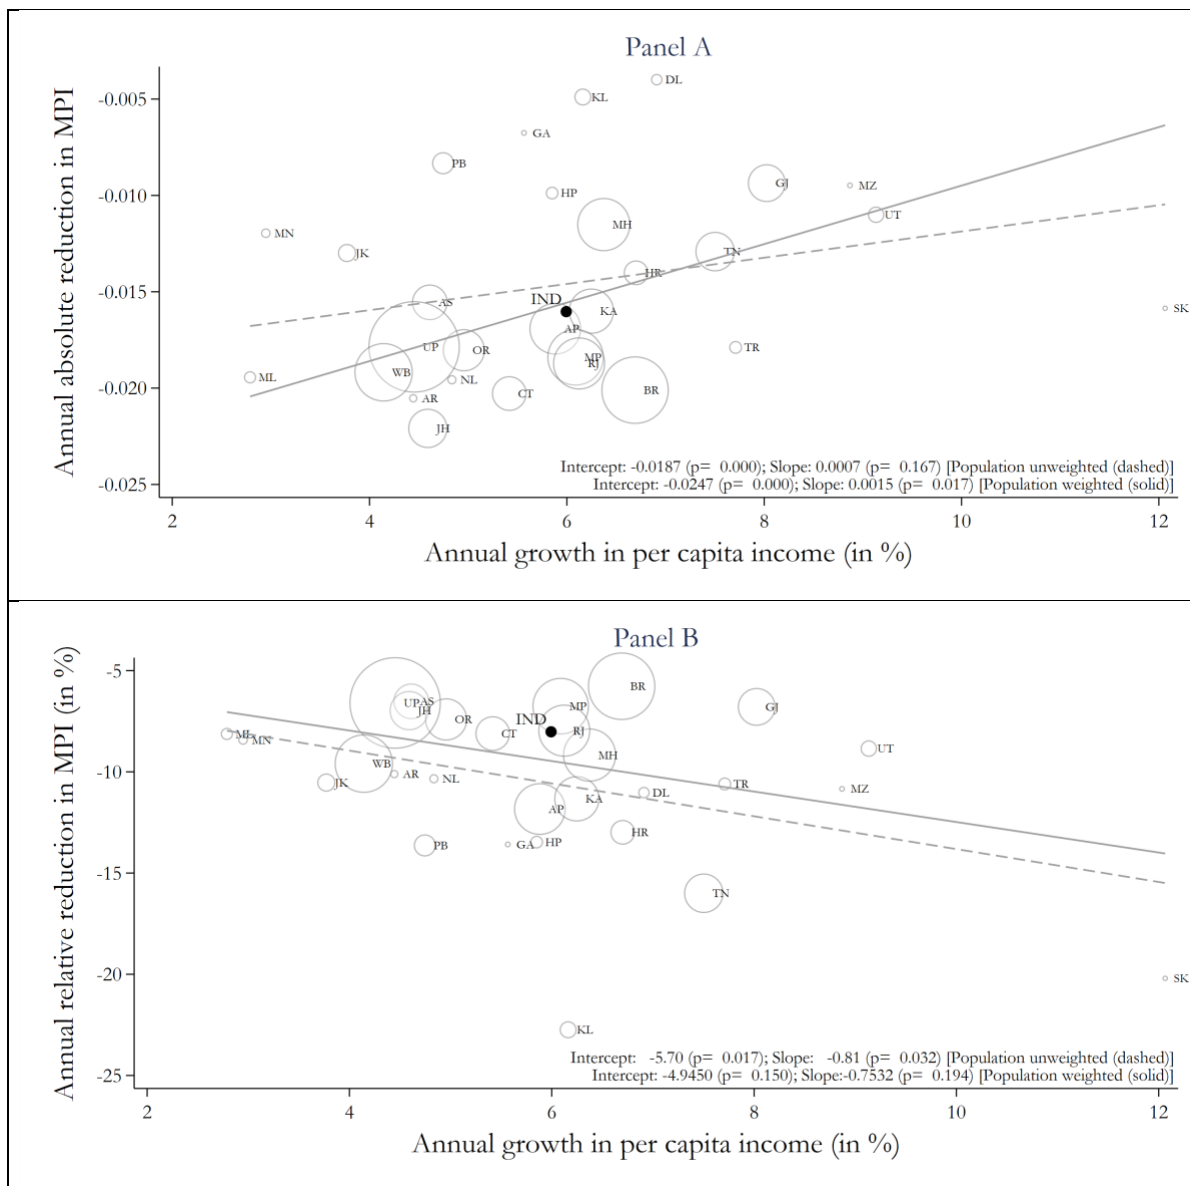 Panel A
Annual absolute reduction in MPI
-0.005
-0.010
-0.015
-0.020
-0.025
DL
KL
GA
PB
HP
GJ
MZ
UT
MH
MN
JK
TN
HR
AS
IND
KA
SK
AP
UP
OR
MP
RJ
TR
WB
ML
NL
CT
BR
AR
JH
Intercept: -0.0187 (p= 0.000); Slope: 0.0007 (p= 0.167) [Population unweighted (dashed)]
Intercept: -0.0247 (p= 0.000); Slope: 0.0015 (p= 0.017) [Population weighted (solid)]
2 4 6 8 10 12
Annual growth in per capita income (in %)
Panel B
Annual relative reduction in MPI (in %)
-5
-10
-15
-20
-25
BR
UP
AS
JH
MP
GJ
OR
IND
CT
RJ
ML
MN
UT
MH
WB
AR
NL
JK
TR
DL
MZ
KA
AP
HR
PB
GA
HP
TN
SK
KL
Intercept: -5.70 (p= 0.017); Slope: -0.81 (p= 0.032) [Population unweighted (dashed)]
Intercept: -4.9450 (p= 0.150); Slope:-0.7532 (p= 0.194) [Population weighted (solid)]
2 4 6 8 10 12
Annual growth in per capita income (in %)